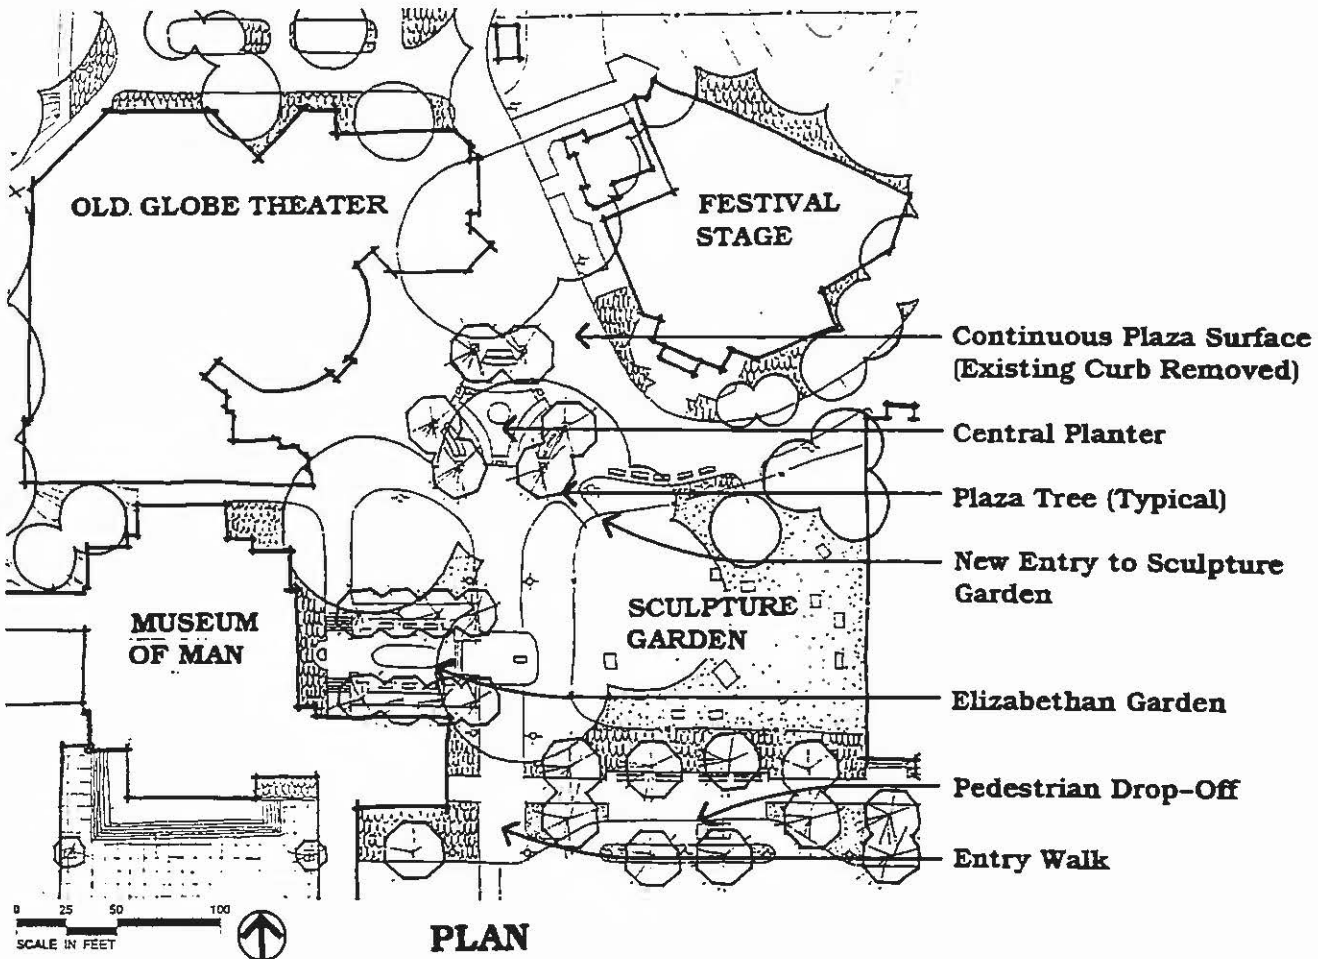 OLD. GLOBE THEATER
FESTIVAL
STAGE
Continuous Plaza Surface
(Existing Curb Removed)
Central Planter
Plaza Tree (Typical)
New Entry to Sculpture
Garden
MUSEUM
OF MAN
SCULPTURE
GARDEN
Elizabethan Garden
Pedestrian Drop-Off
Entry Walk
0 25 50 100
SCALE IN FEET
PLAN